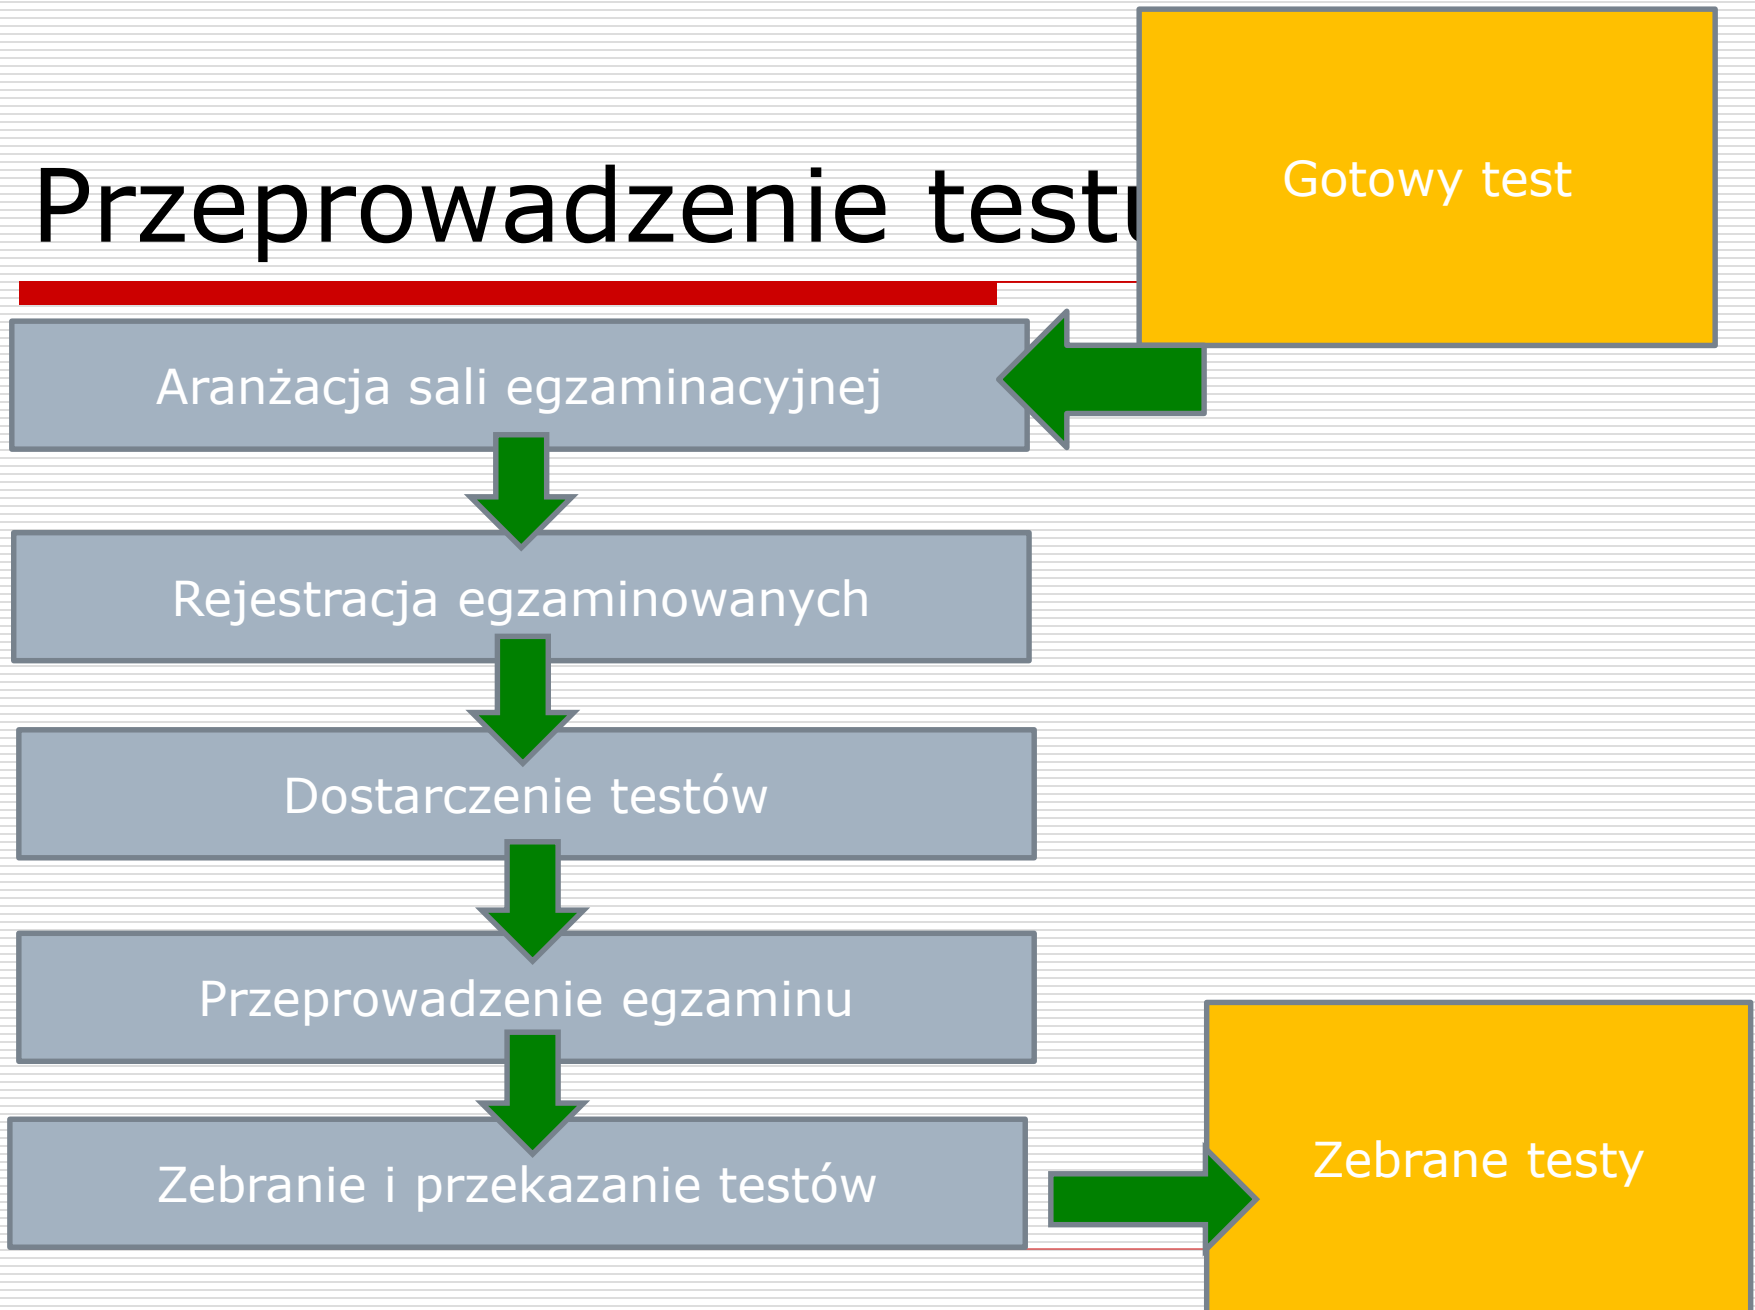 Przeprowadzenie testu
Gotowy test
Aranżacja sali egzaminacyjnej
Rejestracja egzaminowanych
Dostarczenie testów
Przeprowadzenie egzaminu
Zebranie i przekazanie testów
Zebrane testy